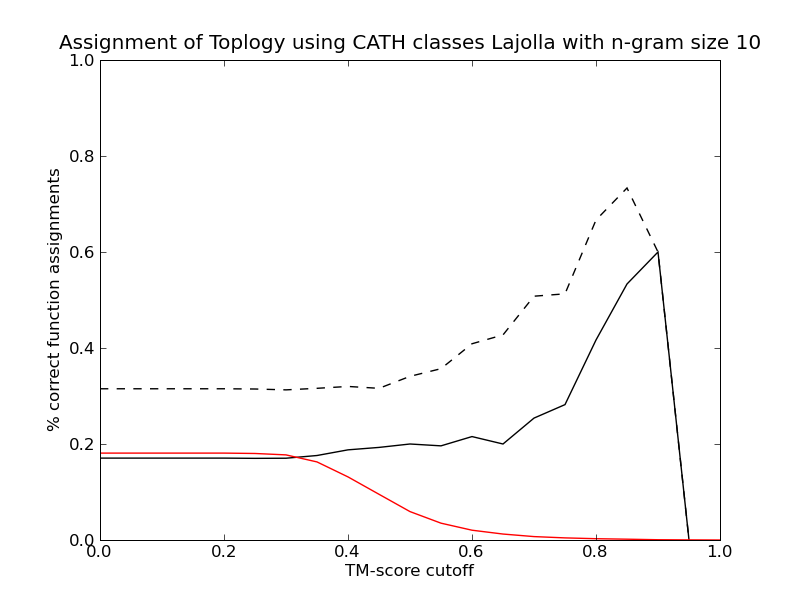 Assignment of Toplogy using CATH classes Lajolla with n-gram size 10
1.0
0.8
0.6
0.4
0.2
0.0
0.0 0.2 0.4 0.6 0.8 1.0
% correct function assignments
TM-score cutoff